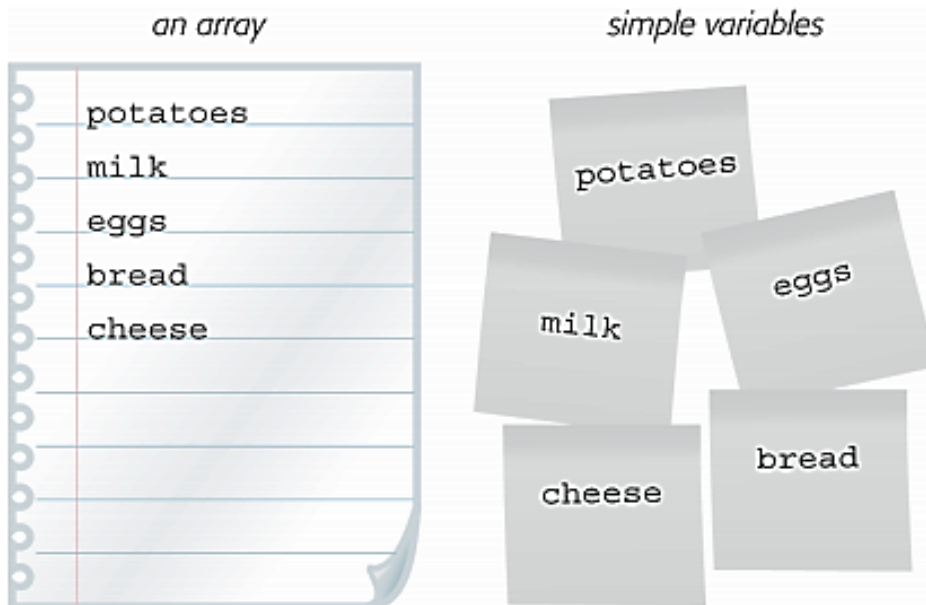 an array
potatoes
milk
eggs
bread
cheese
simple variables
potatoes
eggs
milk
bread
cheese